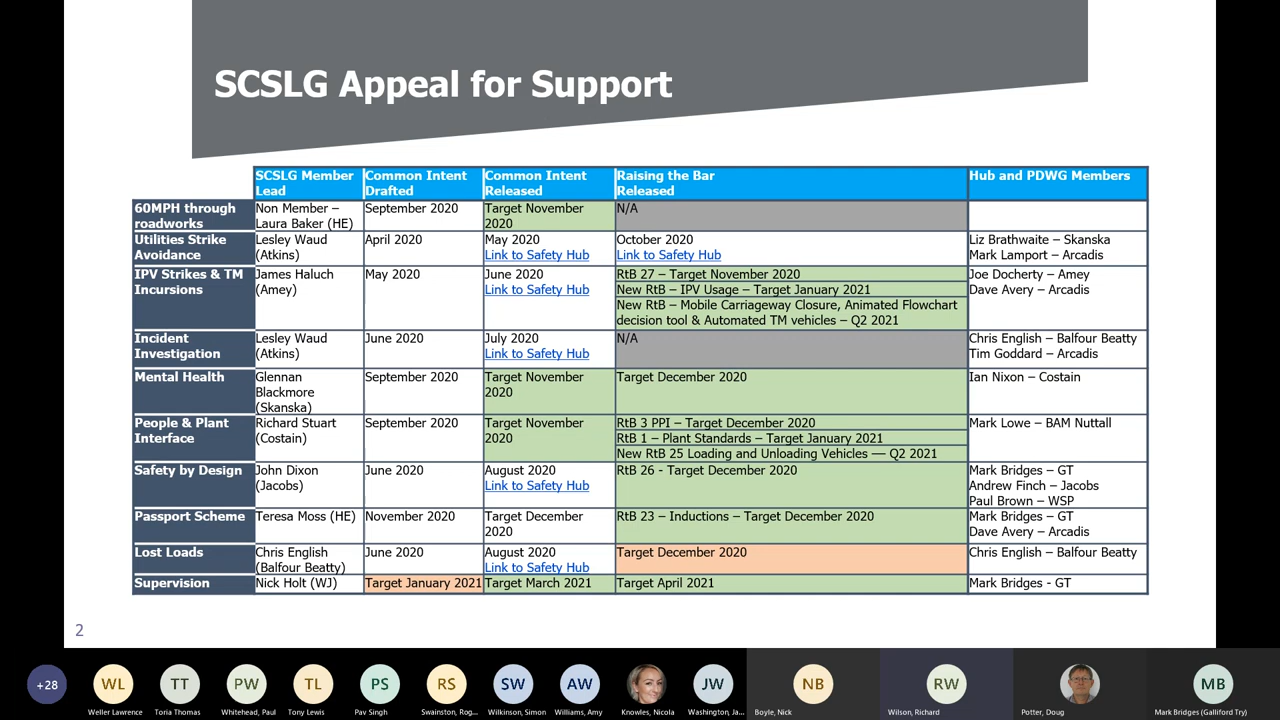 SCSLG Appeal for Support
SCSLG Member Lead
Common Intent Drafted
Common Intent Released
Raising the Bar Released
Hub and PDWG Members
60MPH through roadworks
Non Member – Laura Baker (HE)
September 2020
Target November 2020
N/A
Utilities Strike Avoidance
Lesley Waud (Atkins)
April 2020
May 2020
Link to Safety Hub
October 2020
Link to Safety Hub
Liz Brathwaite – Skanska
Mark Lamport – Arcadis
IPV Strikes & TM Incursions
James Haluch (Amey)
May 2020
June 2020
Link to Safety Hub
RtB 27 – Target November 2020
New RtB – IPV Usage – Target January 2021
New RtB – Mobile Carriageway Closure, Animated Flowchart
decision tool & Automated TM vehicles – Q2 2021
Joe Docherty – Amey
Dave Avery – Arcadis
Incident Investigation
Lesley Waud (Atkins)
June 2020
July 2020
Link to Safety Hub
N/A
Chris English – Balfour Beatty
Tim Goddard – Arcadis
Mental Health
Glennan Blackmore (Skanska)
September 2020
Target November 2020
Target December 2020
Ian Nixon – Costain
People & Plant Interface
Richard Stuart (Costain)
September 2020
Target November 2020
RtB 3 PPI – Target December 2020
RtB 1 – Plant Standards – Target January 2021
New RtB 25 Loading and Unloading Vehicles –– Q2 2021
Mark Lowe – BAM Nuttall
Safety by Design
John Dixon (Jacobs)
June 2020
August 2020
Link to Safety Hub
RtB 26 - Target December 2020
Mark Bridges – GT
Andrew Finch – Jacobs
Paul Brown – WSP
Passport Scheme
Teresa Moss (HE)
November 2020
Target December 2020
RtB 23 – Inductions – Target December 2020
Mark Bridges – GT
Dave Avery – Arcadis
Lost Loads
Chris English (Balfour Beatty)
June 2020
August 2020
Link to Safety Hub
Target December 2020
Chris English – Balfour Beatty
Supervision
Nick Holt (WJ)
Target January 2021
Target March 2021
Target April 2021
Mark Bridges - GT
2
+28
WL
TT
PW
TL
PS
RS
SW
AW
JW
NB
RW
MB
Weller Lawrence
Toria Thomas
Whitehead, Paul
Tony Lewis
Pav Singh
Swainston, Rog...
Wilkinson, Simon
Williams, Amy
Knowles, Nicola
Washington, Ja...
Boyle, Nick
Wilson, Richard
Potter, Doug
Mark Bridges (Galliford Try)